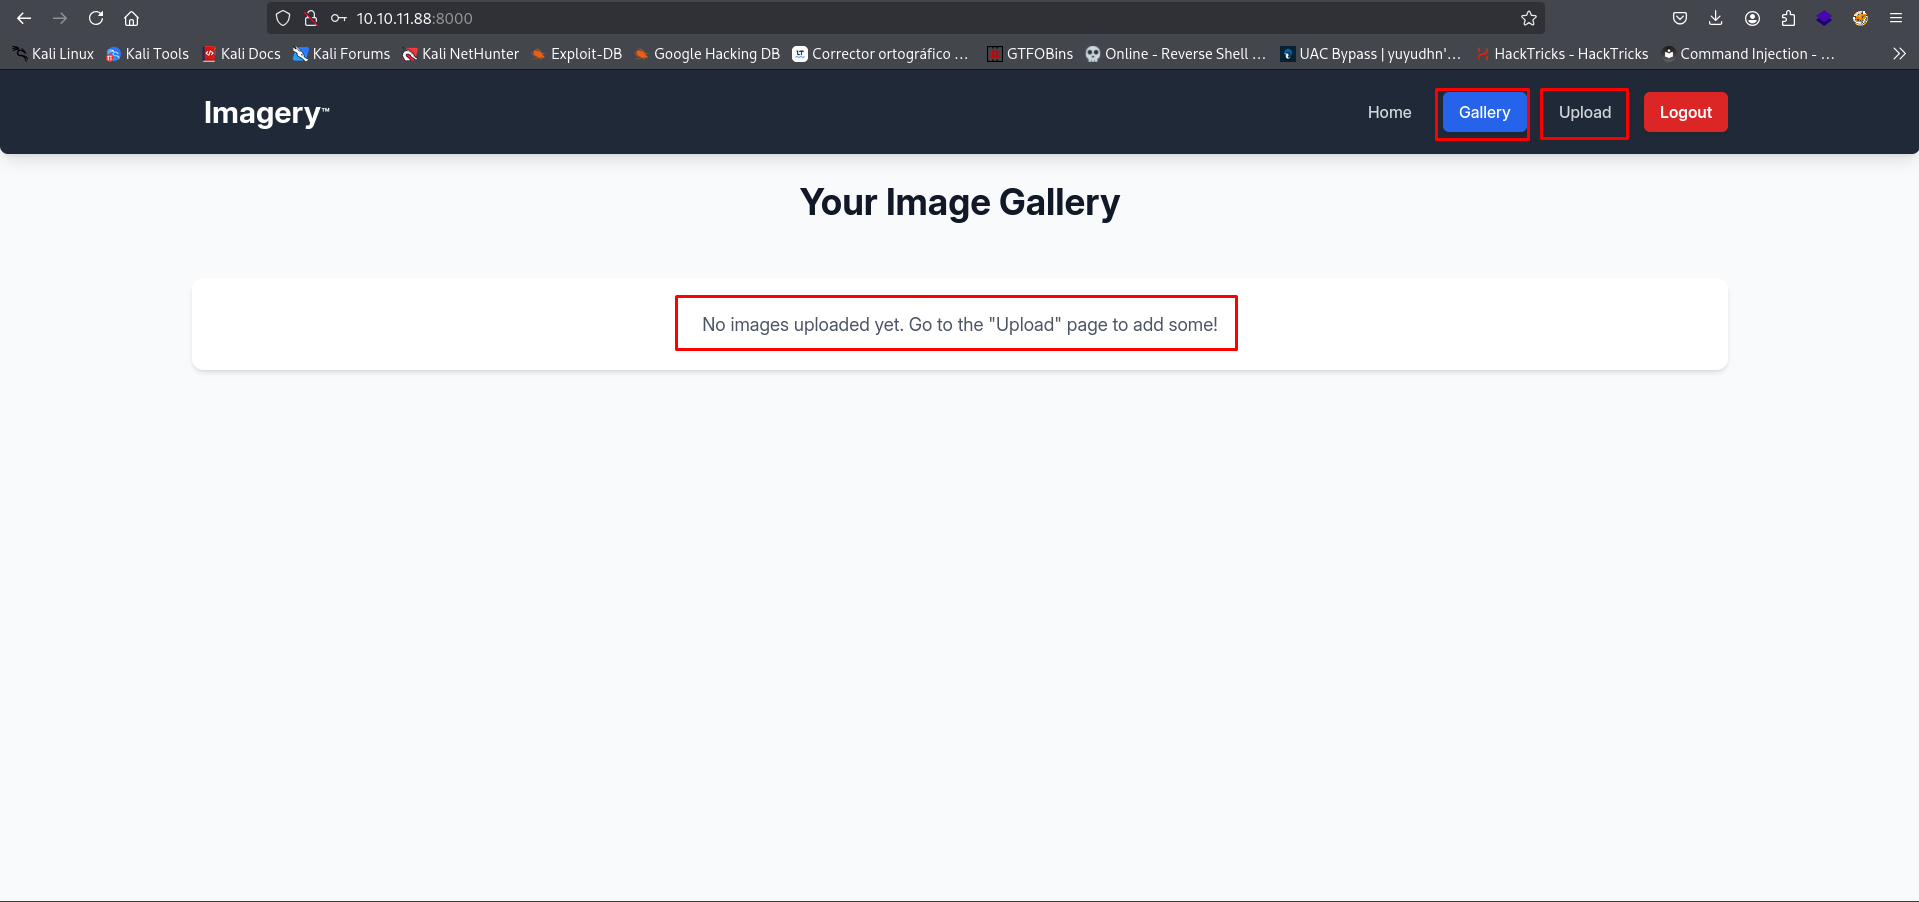 10.10.11.88:8000
Kali Linux Kali Tools Kali Docs Kali Forums Kali NetHunter Exploit-DB Google Hacking DB Corrector ortográfico … GTFOBins Online - Reverse Shell … UAC Bypass | yuyudhn'… HackTricks - HackTricks Command Injection - …
Imagery™ Home Gallery Upload Logout
Your Image Gallery
No images uploaded yet. Go to the "Upload" page to add some!